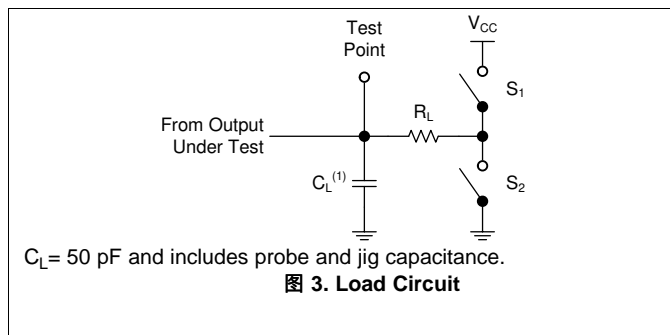 Test
Point
V_CC
S_1
R_L
From Output
Under Test
C_L^(1)
S_2
C_L= 50 pF and includes probe and jig capacitance.
图 3. Load Circuit